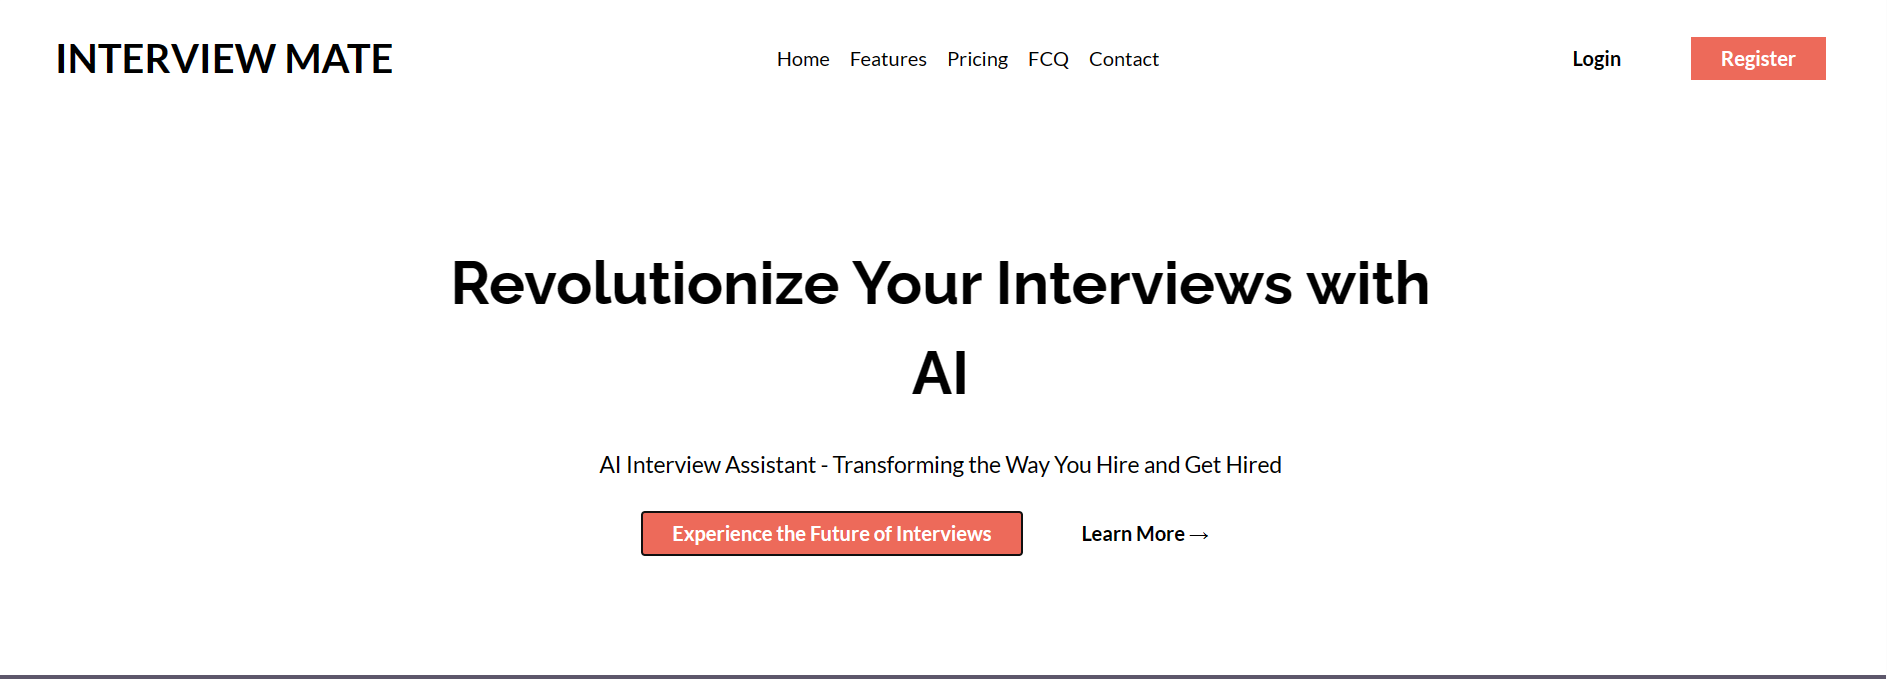 INTERVIEW MATE
Home Features Pricing FCQ Contact
Login
Register
Revolutionize Your Interviews with
AI
AI Interview Assistant - Transforming the Way You Hire and Get Hired
Experience the Future of Interviews
Learn More →